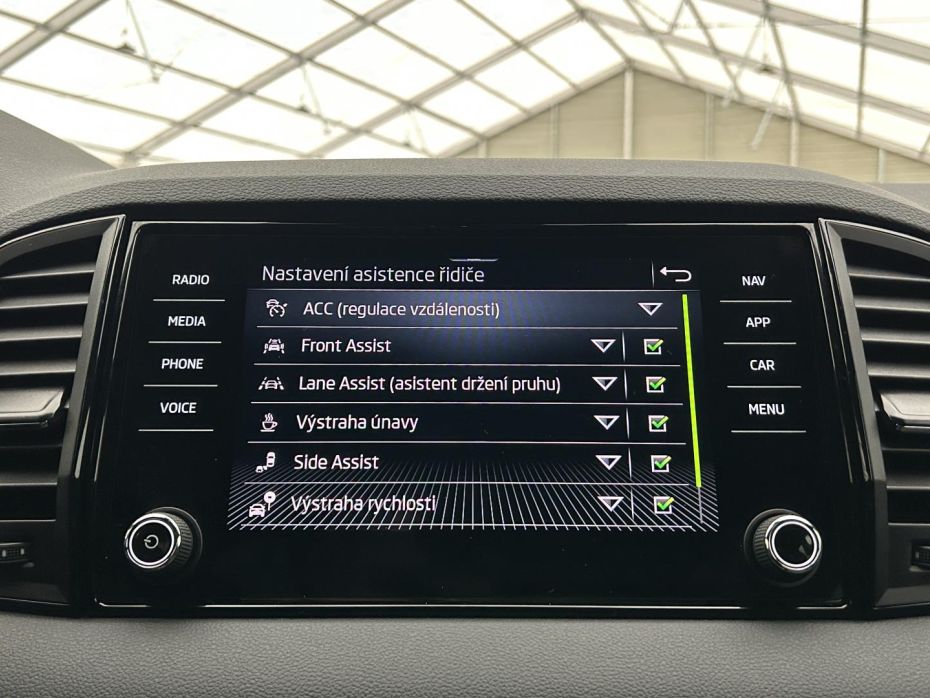 RADIO
MEDIA
PHONE
VOICE
Nastavení asistence řidiče
ACC (regulace vzdálenosti)
Front Assist
Lane Assist (asistent držení pruhu)
Výstraha únavy
Side Assist
Výstraha rychlosti
NAV
APP
CAR
MENU